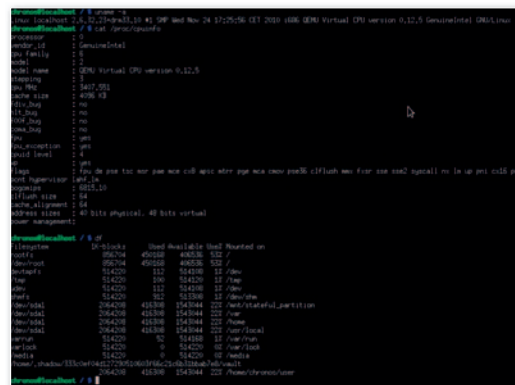 chronos@localhost / $ uname -a
Linux localhost 2.6.32.23+drm33.10 #1 SMP Wed Nov 24 17:25:56 CET 2010 i686 QEMU Virtual CPU version 0.12.5 GenuineIntel GNU/Linux
chronos@localhost / $ cat /proc/cpuinfo
processor : 0
vendor_id : GenuineIntel
cpu family : 6
model : 2
model name : QEMU Virtual CPU version 0.12.5
stepping : 3
cpu MHz : 3407.551
cache size : 4096 KB
fdiv_bug : no
hlt_bug : no
f00f_bug : no
coma_bug : no
fpu : yes
fpu_exception : yes
cpuid level : 4
wp : yes
flags : fpu de pse tsc msr pae mce cx8 apic mtrr pge mca cmov pse36 clflush mmx fxsr sse sse2 syscall nx lm up pni cx16 p
popcnt hypervisor lahf_lm
bogomips : 6815.10
clflush size : 64
cache_alignment : 64
address sizes : 40 bits physical, 48 bits virtual
power management:
chronos@localhost / $ df
Filesystem 1K-blocks Used Available Use% Mounted on
rootfs 856704 450168 406536 53% /
/dev/root 856704 450168 406536 53% /
devtmpfs 514220 112 514108 1% /dev
/tmp 514220 100 514120 1% /tmp
udev 514220 112 514108 1% /dev
shmfs 514220 912 513308 1% /dev/shm
/dev/sda1 2064208 416308 1543044 22% /mnt/stateful_partition
/dev/sda1 2064208 416308 1543044 22% /var
/dev/sda1 2064208 416308 1543044 22% /home
/dev/sda1 2064208 416308 1543044 22% /usr/local
varrun 514220 52 514168 1% /var/run
varlock 514220 0 514220 0% /var/lock
/media 514220 0 514220 0% /media
2064208 416308 1543044 22% /home/chronos/user
chronos@localhost / $